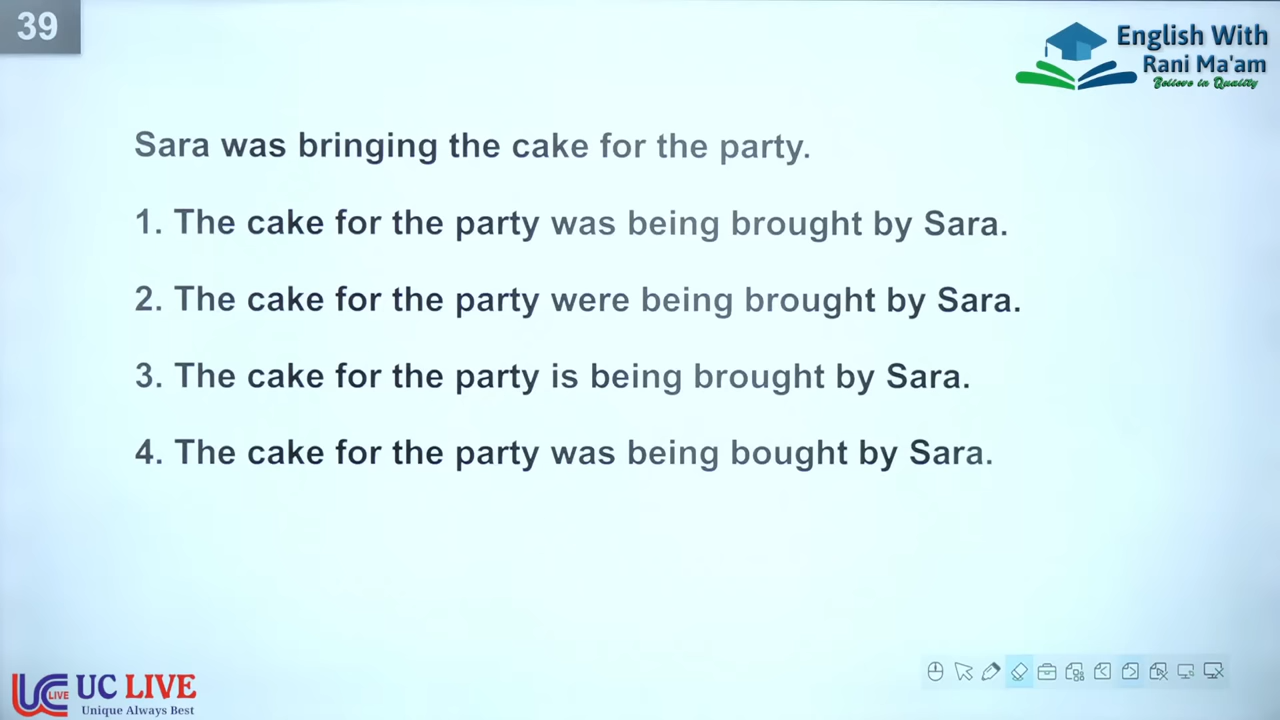 39
English With
Rani Ma'am
Believe in Quality
Sara was bringing the cake for the party.
1. The cake for the party was being brought by Sara.
2. The cake for the party were being brought by Sara.
3. The cake for the party is being brought by Sara.
4. The cake for the party was being bought by Sara.
UC LIVE
LIVE
Unique Always Best